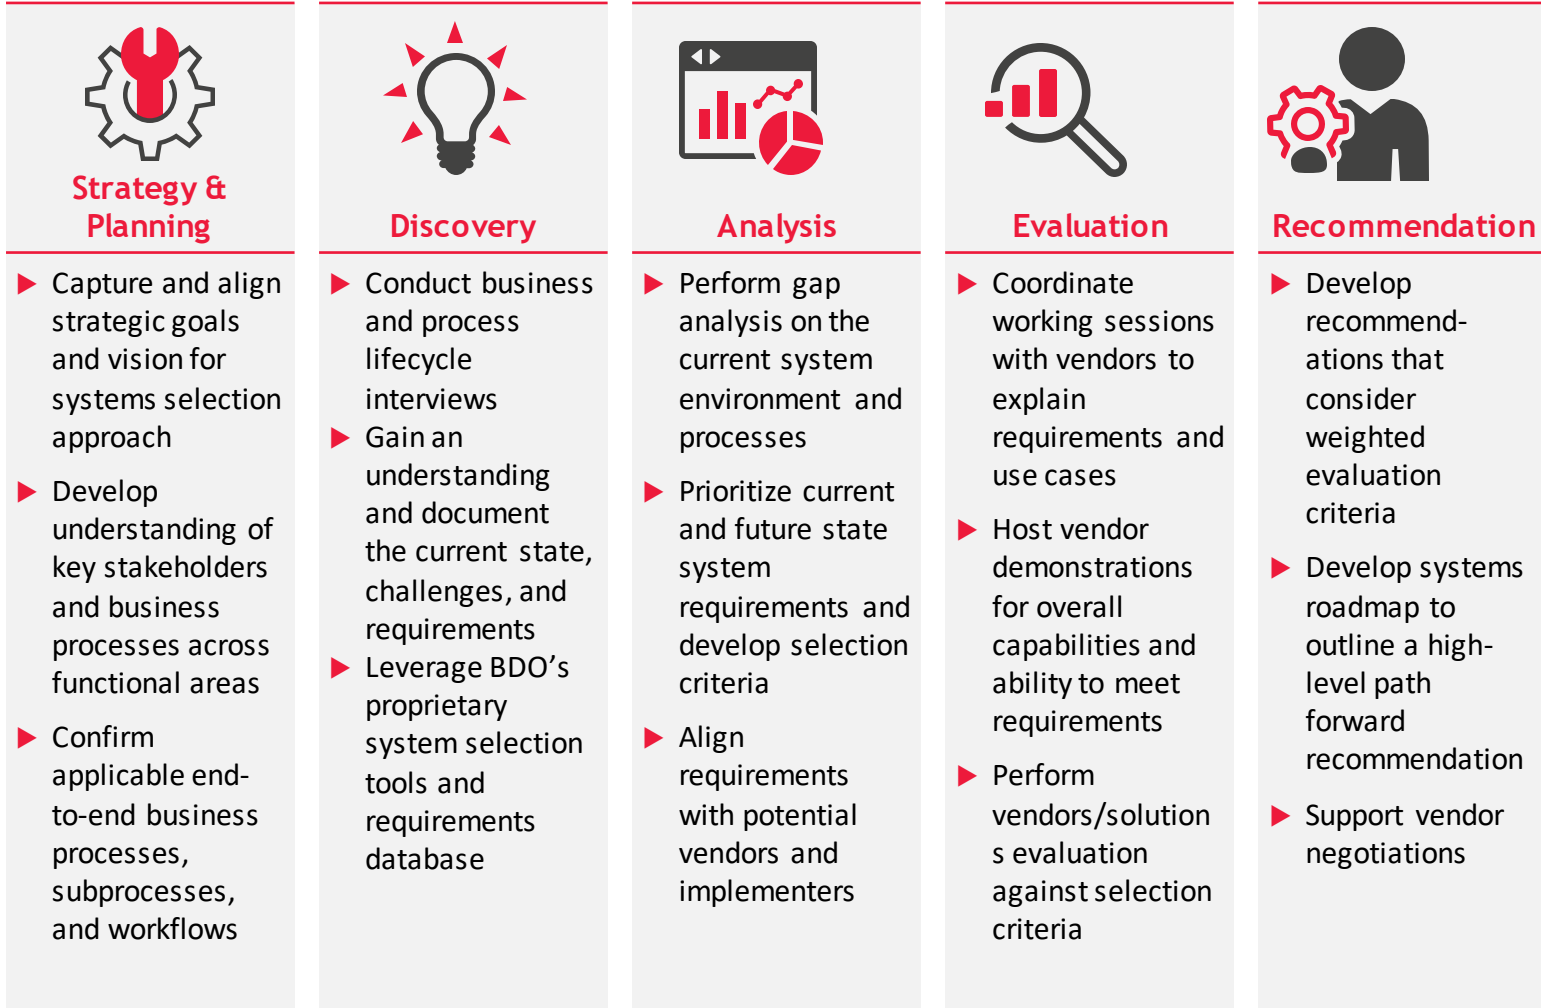 Strategy &
Planning
Capture and align
strategic goals
and vision for
systems selection
approach
Develop
understanding of
key stakeholders
and business
processes across
functional areas
Confirm
applicable end-
to-end business
processes,
subprocesses,
and workflows
Discovery
Conduct business
and process
lifecycle
interviews
Gain an
understanding
and document
the current state,
challenges, and
requirements
Leverage BDO’s
proprietary
system selection
tools and
requirements
database
Analysis
Perform gap
analysis on the
current system
environment and
processes
Prioritize current
and future state
system
requirements and
develop selection
criteria
Align
requirements
with potential
vendors and
implementers
Evaluation
Coordinate
working sessions
with vendors to
explain
requirements and
use cases
Host vendor
demonstrations
for overall
capabilities and
ability to meet
requirements
Perform
vendors/solution
s evaluation
against selection
criteria
Recommendation
Develop
recommend-
ations that
consider
weighted
evaluation
criteria
Develop systems
roadmap to
outline a high-
level path
forward
recommendation
Support vendor
negotiations